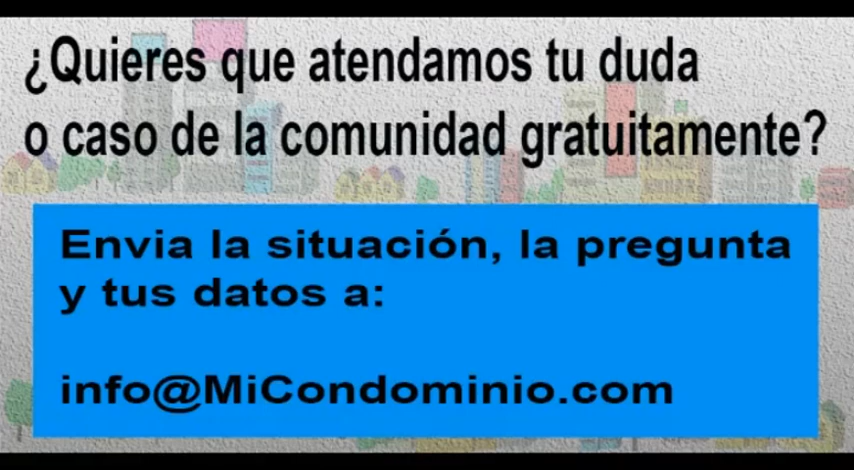 ¿Quieres que atendamos tu duda
o caso de la comunidad gratuitamente?
Envia la situación, la pregunta
y tus datos a:
info@MiCondominio.com